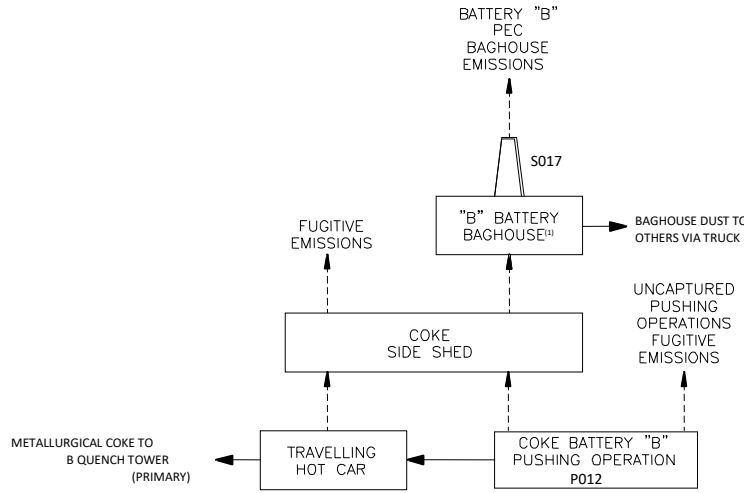 BATTERY "B"
PEC
BAGHOUSE
EMISSIONS
S017
"B" BATTERY
BAGHOUSE(1)
BAGHOUSE DUST TO
OTHERS VIA TRUCK
FUGITIVE
EMISSIONS
UNCAPTURED
PUSHING
OPERATIONS
FUGITIVE
EMISSIONS
COKE
SIDE SHED
METALLURGICAL COKE TO
B QUENCH TOWER
(PRIMARY)
TRAVELLING
HOT CAR
COKE BATTERY "B"
PUSHING OPERATION
P012